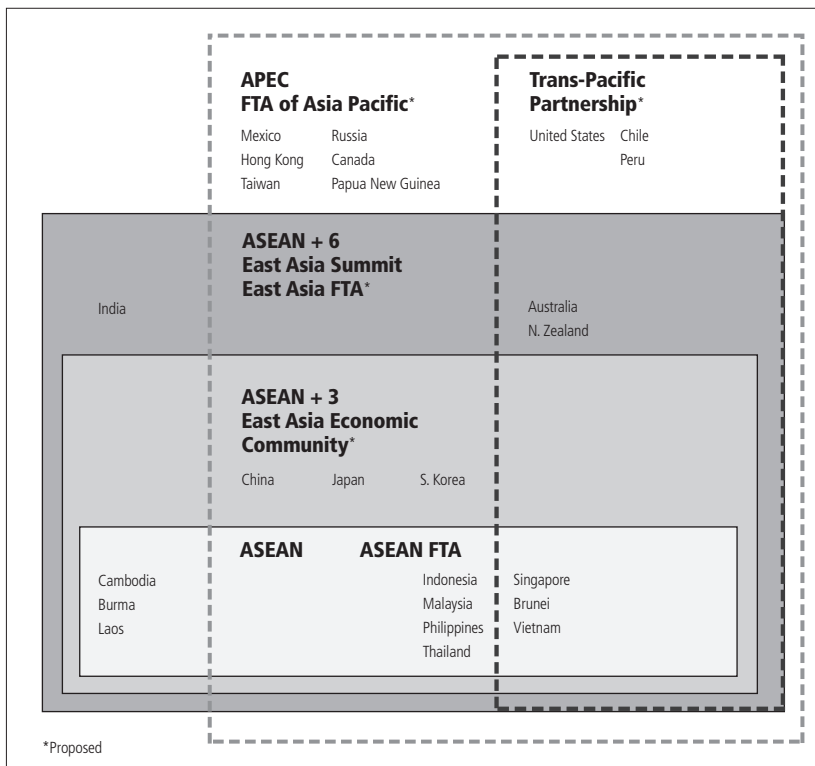 APEC
FTA of Asia Pacific*
Mexico Russia
Hong Kong Canada
Taiwan Papua New Guinea
Trans-Pacific
Partnership*
United States Chile
Peru
ASEAN + 6
East Asia Summit
East Asia FTA*
India
Australia
N. Zealand
ASEAN + 3
East Asia Economic
Community*
China Japan S. Korea
ASEAN ASEAN FTA
Cambodia
Burma
Laos
Indonesia
Malaysia
Philippines
Thailand
Singapore
Brunei
Vietnam
*Proposed